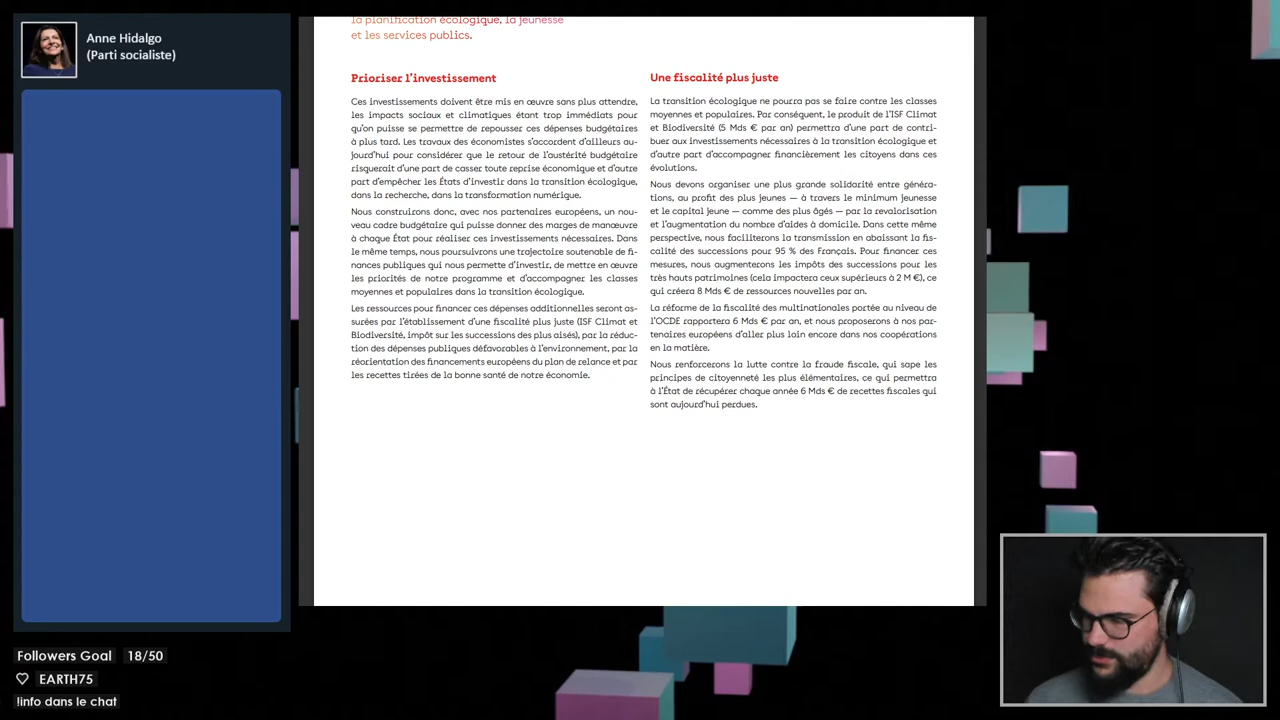 Anne Hidalgo
(Parti socialiste)
la planification écologique, la jeunesse
et les services publics.
Prioriser l'investissement
Ces investissements doivent être mis en œuvre sans plus attendre,
les impacts sociaux et climatiques étant trop immédiats pour
qu'on puisse se permettre de repousser ces dépenses budgétaires
à plus tard. Les travaux des économistes s'accordent d'ailleurs au-
jourd'hui pour considérer que le retour de l'austérité budgétaire
risquerait d'une part de casser toute reprise économique et d'autre
part d'empêcher les États d'investir dans la transition écologique,
dans la recherche, dans la transformation numérique.
Nous construirons donc, avec nos partenaires européens, un nou-
veau cadre budgétaire qui puisse donner des marges de manœuvre
à chaque État pour réaliser ces investissements nécessaires. Dans
le même temps, nous poursuivrons une trajectoire soutenable de fi-
nances publiques qui nous permette d'investir, de mettre en œuvre
les priorités de notre programme et d'accompagner les classes
moyennes et populaires dans la transition écologique.
Les ressources pour financer ces dépenses additionnelles seront as-
surées par l'établissement d'une fiscalité plus juste (ISF Climat et
Biodiversité, impôt sur les successions des plus aisés), par la réduc-
tion des dépenses publiques défavorables à l'environnement, par la
réorientation des financements européens du plan de relance et par
les recettes tirées de la bonne santé de notre économie.
Une fiscalité plus juste
La transition écologique ne pourra pas se faire contre les classes
moyennes et populaires. Par conséquent, le produit de l'ISF Climat
et Biodiversité (5 Mds € par an) permettra d'une part de contri-
buer aux investissements nécessaires à la transition écologique et
d'autre part d'accompagner financièrement les citoyens dans ces
évolutions.
Nous devons organiser une plus grande solidarité entre généra-
tions, au profit des plus jeunes — à travers le minimum jeunesse
et le capital jeune — comme des plus âgés — par la revalorisation
et l'augmentation du nombre d'aides à domicile. Dans cette même
perspective, nous faciliterons la transmission en abaissant la fis-
calité des successions pour 95 % des Français. Pour financer ces
mesures, nous augmenterons les impôts des successions pour les
très hauts patrimoines (cela impactera ceux supérieurs à 2 M €), ce
qui créera 8 Mds € de ressources nouvelles par an.
La réforme de la fiscalité des multinationales portée au niveau de
l'OCDE rapportera 6 Mds € par an, et nous proposerons à nos par-
tenaires européens d'aller plus loin encore dans nos coopérations
en la matière.
Nous renforcerons la lutte contre la fraude fiscale, qui sape les
principes de citoyenneté les plus élémentaires, ce qui permettra
à l'État de récupérer chaque année 6 Mds € de recettes fiscales qui
sont aujourd'hui perdues.
Followers Goal 18/50
EARTH75
!info dans le chat